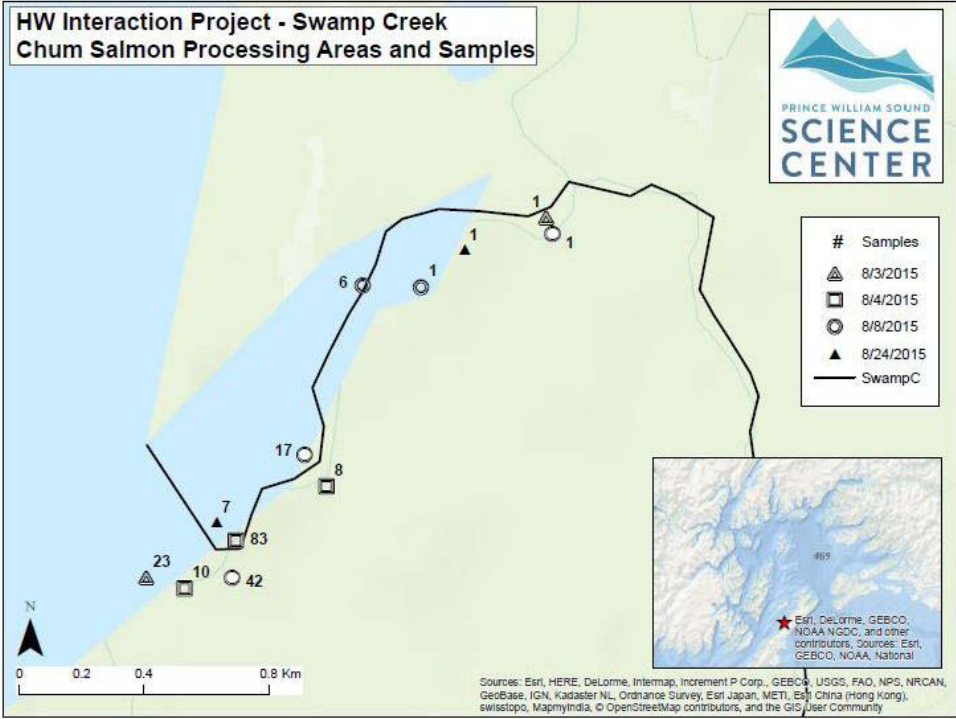 HW Interaction Project - Swamp Creek
Chum Salmon Processing Areas and Samples
PRINCE WILLIAM SOUND
SCIENCE
CENTER
1
1
1
1
6
# Samples
8/3/2015
8/4/2015
8/8/2015
8/24/2015
SwampC
17
8
7
83
23
10
42
N
0 0.2 0.4 0.8 Km
469
Esri, DeLorme, GEBCO,
NOAA NGDC, and other
contributors, Sources: Esri,
GEBCO, NOAA, National
Sources: Esri, HERE, DeLorme, Intermap, increment P Corp., GEBCO, USGS, FAO, NPS, NRCAN,
GeoBase, IGN, Kadaster NL, Ordnance Survey, Esri Japan, METI, Esri China (Hong Kong),
swisstopo, MapmyIndia, © OpenStreetMap contributors, and the GIS User Community